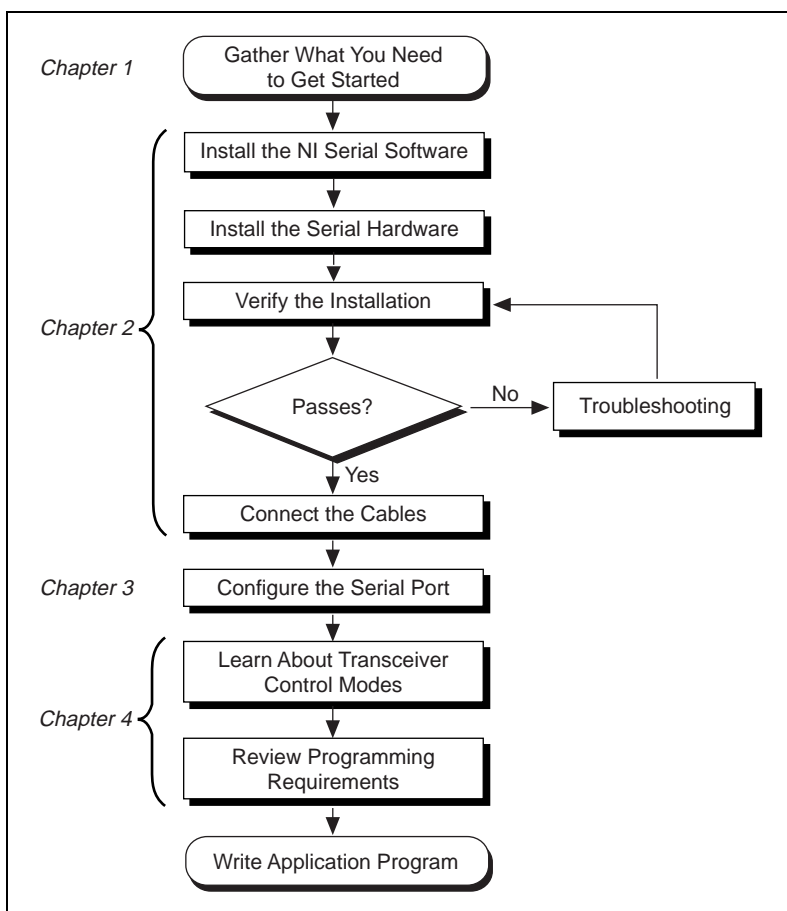 Chapter 1
Gather What You Need
to Get Started
Install the NI Serial Software
Install the Serial Hardware
Verify the Installation
Chapter 2
Passes?
No
Troubleshooting
Yes
Connect the Cables
Chapter 3
Configure the Serial Port
Learn About Transceiver
Control Modes
Chapter 4
Review Programming
Requirements
Write Application Program